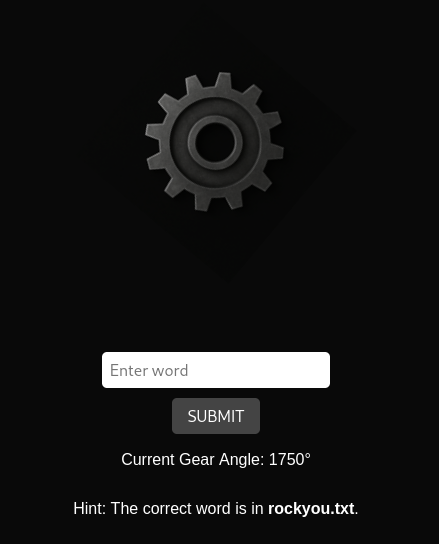 Enter word
SUBMIT
Current Gear Angle: 1750°
Hint: The correct word is in rockyou.txt.